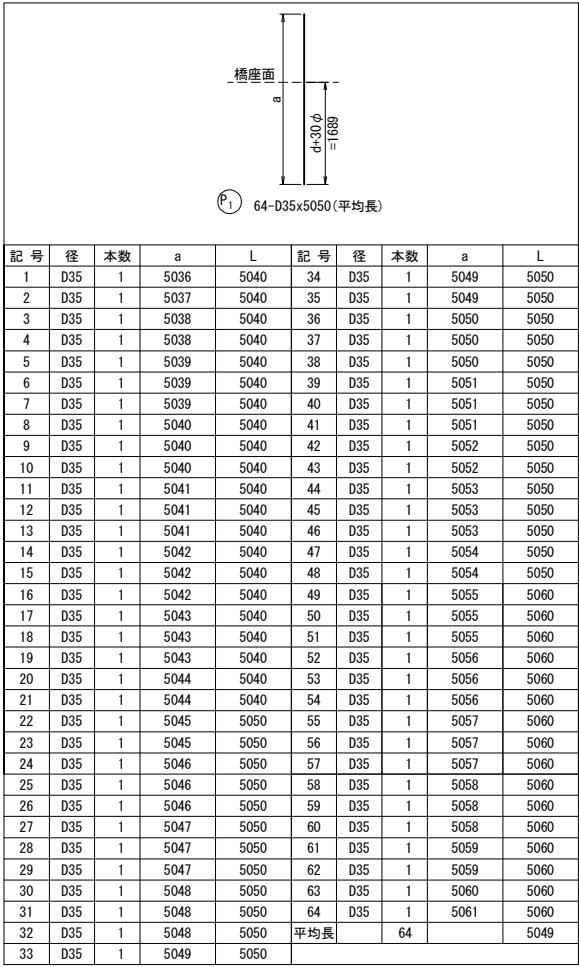 橋座面
a
d+30φ
=1689
P1 64-D35x5050(平均長)
記 号 径 本数 a L 記 号 径 本数 a L
1 D35 1 5036 5040 34 D35 1 5049 5050
2 D35 1 5037 5040 35 D35 1 5049 5050
3 D35 1 5038 5040 36 D35 1 5050 5050
4 D35 1 5038 5040 37 D35 1 5050 5050
5 D35 1 5039 5040 38 D35 1 5050 5050
6 D35 1 5039 5040 39 D35 1 5051 5050
7 D35 1 5039 5040 40 D35 1 5051 5050
8 D35 1 5040 5040 41 D35 1 5051 5050
9 D35 1 5040 5040 42 D35 1 5052 5050
10 D35 1 5040 5040 43 D35 1 5052 5050
11 D35 1 5041 5040 44 D35 1 5053 5050
12 D35 1 5041 5040 45 D35 1 5053 5050
13 D35 1 5041 5040 46 D35 1 5053 5050
14 D35 1 5042 5040 47 D35 1 5054 5050
15 D35 1 5042 5040 48 D35 1 5054 5050
16 D35 1 5042 5040 49 D35 1 5055 5060
17 D35 1 5043 5040 50 D35 1 5055 5060
18 D35 1 5043 5040 51 D35 1 5055 5060
19 D35 1 5043 5040 52 D35 1 5056 5060
20 D35 1 5044 5040 53 D35 1 5056 5060
21 D35 1 5044 5040 54 D35 1 5056 5060
22 D35 1 5045 5050 55 D35 1 5057 5060
23 D35 1 5045 5050 56 D35 1 5057 5060
24 D35 1 5046 5050 57 D35 1 5057 5060
25 D35 1 5046 5050 58 D35 1 5058 5060
26 D35 1 5046 5050 59 D35 1 5058 5060
27 D35 1 5047 5050 60 D35 1 5058 5060
28 D35 1 5047 5050 61 D35 1 5059 5060
29 D35 1 5047 5050 62 D35 1 5059 5060
30 D35 1 5048 5050 63 D35 1 5060 5060
31 D35 1 5048 5050 64 D35 1 5061 5060
32 D35 1 5048 5050 平均長 64 5049
33 D35 1 5049 5050